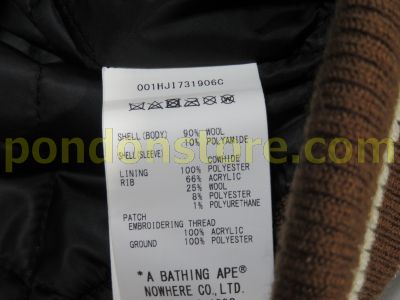 001HJI731906C
SHELL(BODY) 90% WOOL
10% POLYAMIDE
SHELL(SLEEVE)
COWHIDE
LINING 100% POLYESTER
RIB 66% ACRYLIC
25% WOOL
8% POLYESTER
1% POLYURETHANE
PATCH
EMBROIDERING THREAD
100% ACRYLIC
GROUND 100% POLYESTER
"A BATHING APE"
NOWHERE CO., LTD.
pondonstore.com